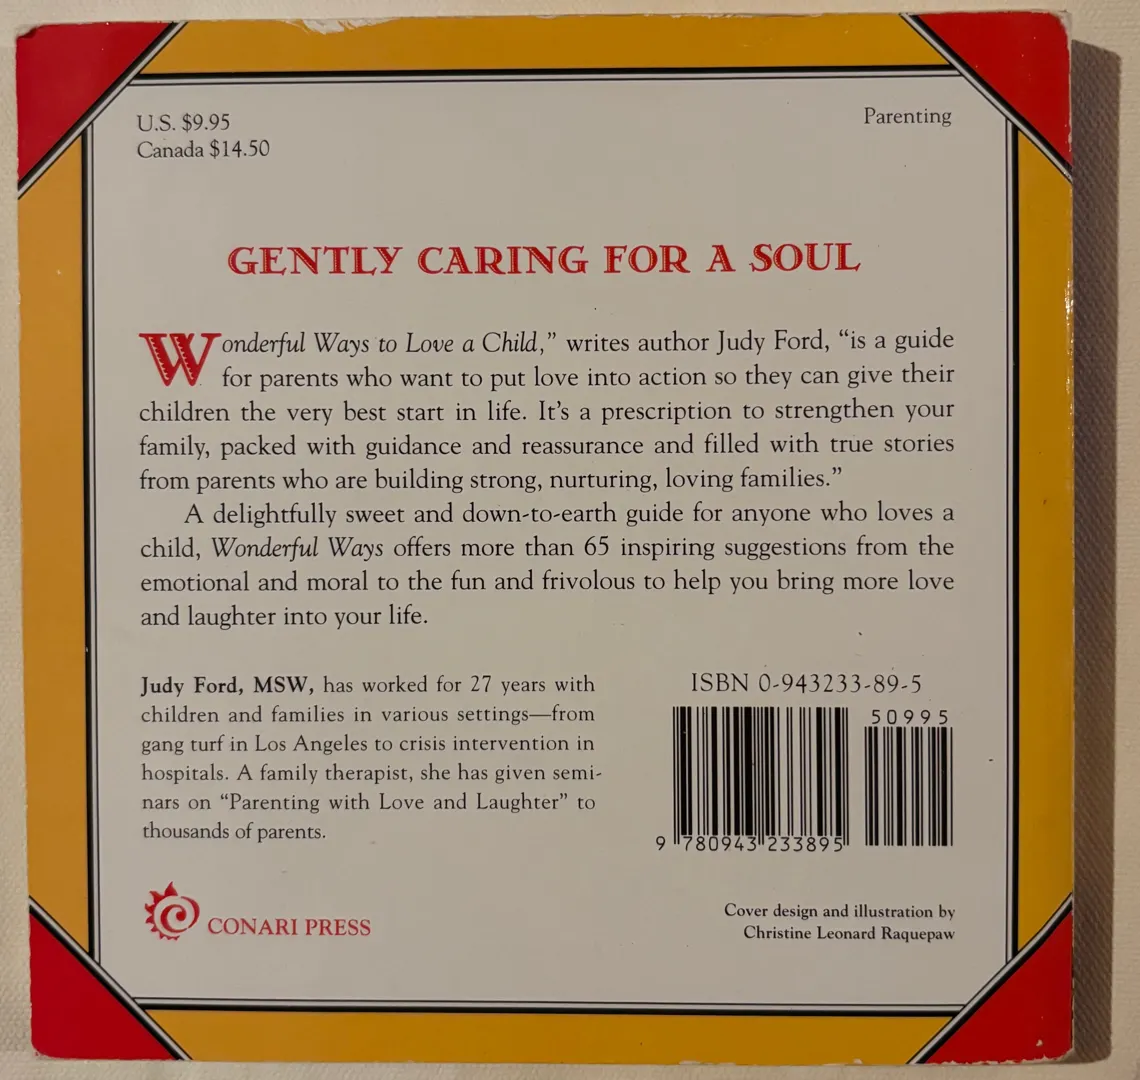 U.S. $9.95
Canada $14.50
Parenting
GENTLY CARING FOR A SOUL
Wonderful Ways to Love a Child,” writes author Judy Ford, “is a guide
for parents who want to put love into action so they can give their
children the very best start in life. It’s a prescription to strengthen your
family, packed with guidance and reassurance and filled with true stories
from parents who are building strong, nurturing, loving families.”
A delightfully sweet and down-to-earth guide for anyone who loves a
child, Wonderful Ways offers more than 65 inspiring suggestions from the
emotional and moral to the fun and frivolous to help you bring more love
and laughter into your life.
Judy Ford, MSW, has worked for 27 years with
children and families in various settings—from
gang turf in Los Angeles to crisis intervention in
hospitals. A family therapist, she has given semi-
nars on “Parenting with Love and Laughter” to
thousands of parents.
ISBN 0-943233-89-5
50995
9 780943 233895
CONARI PRESS
Cover design and illustration by
Christine Leonard Raquepaw